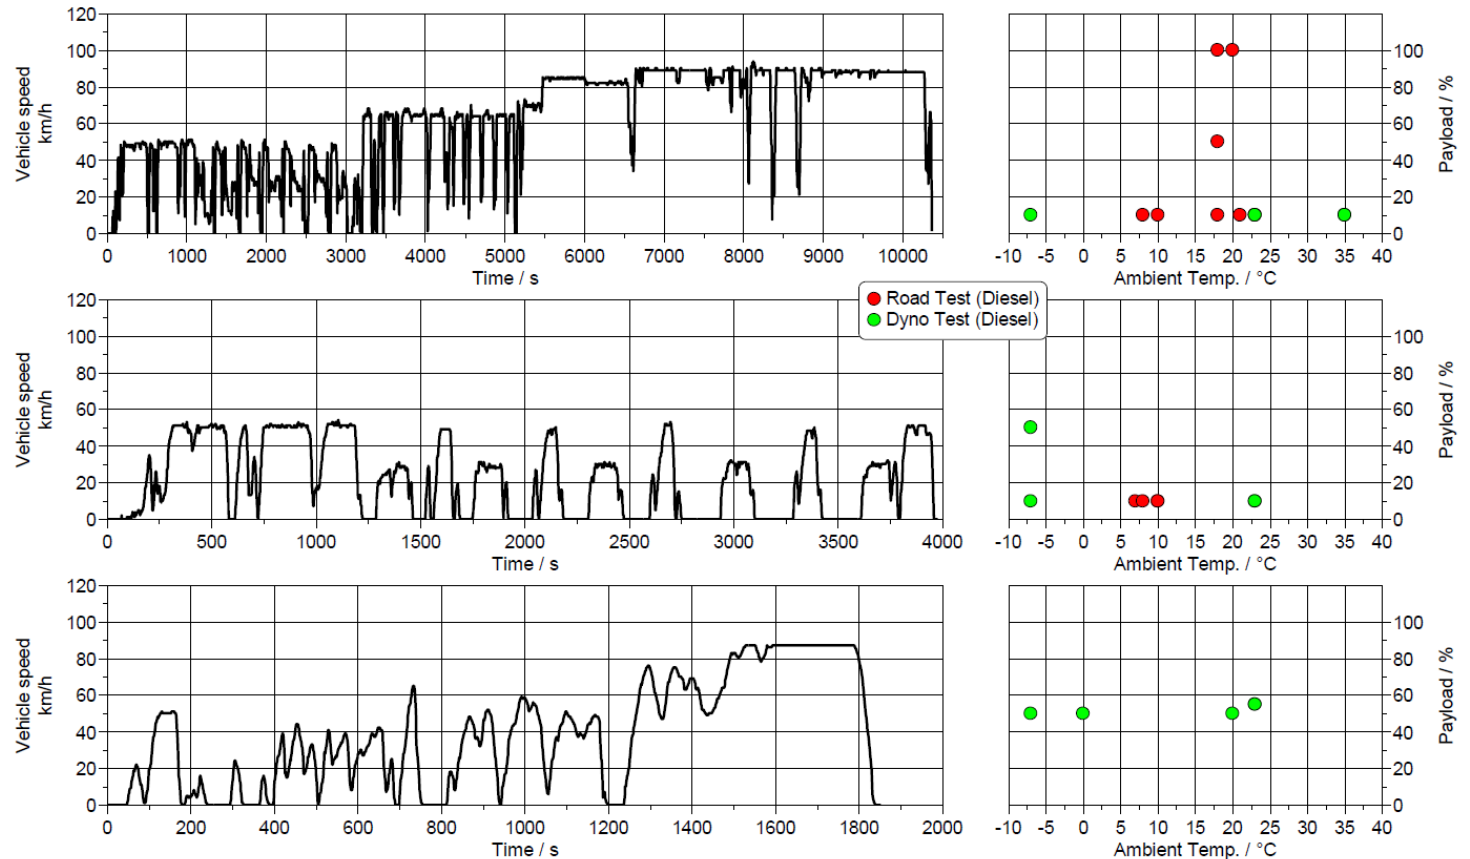 120
100
80
60
40
20
0
Vehicle speed
km/h
0 1000 2000 3000 4000 5000 6000 7000 8000 9000 10000
Time / s
100
80
60
40
20
0
Payload / %
-10 -5 0 5 10 15 20 25 30 35 40
Ambient Temp. / °C
Road Test (Diesel)
Dyno Test (Diesel)
120
100
80
60
40
20
0
Vehicle speed
km/h
0 500 1000 1500 2000 2500 3000 3500 4000
Time / s
100
80
60
40
20
0
Payload / %
-10 -5 0 5 10 15 20 25 30 35 40
Ambient Temp. / °C
120
100
80
60
40
20
0
Vehicle speed
km/h
0 200 400 600 800 1000 1200 1400 1600 1800 2000
Time / s
100
80
60
40
20
0
Payload / %
-10 -5 0 5 10 15 20 25 30 35 40
Ambient Temp. / °C